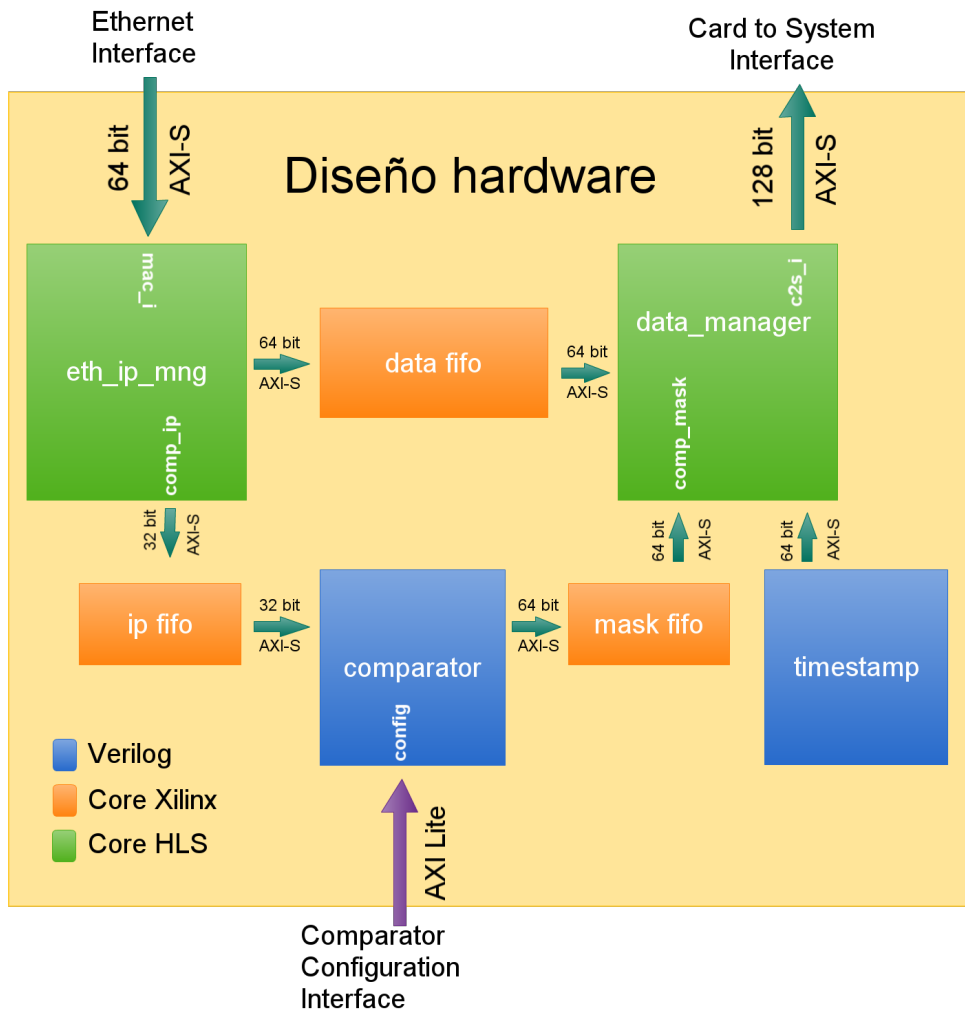 Ethernet
Interface
Card to System
Interface
64 bit
AXI-S
128 bit
AXI-S
Diseño hardware
mac_i
eth_ip_mng
comp_ip
64 bit
AXI-S
data fifo
64 bit
AXI-S
c2s_i
data_manager
comp_mask
32 bit
AXI-S
64 bit
AXI-S
64 bit
AXI-S
ip fifo
32 bit
AXI-S
comparator
config
64 bit
AXI-S
mask fifo
timestamp
Verilog
Core Xilinx
Core HLS
AXI Lite
Comparator
Configuration
Interface